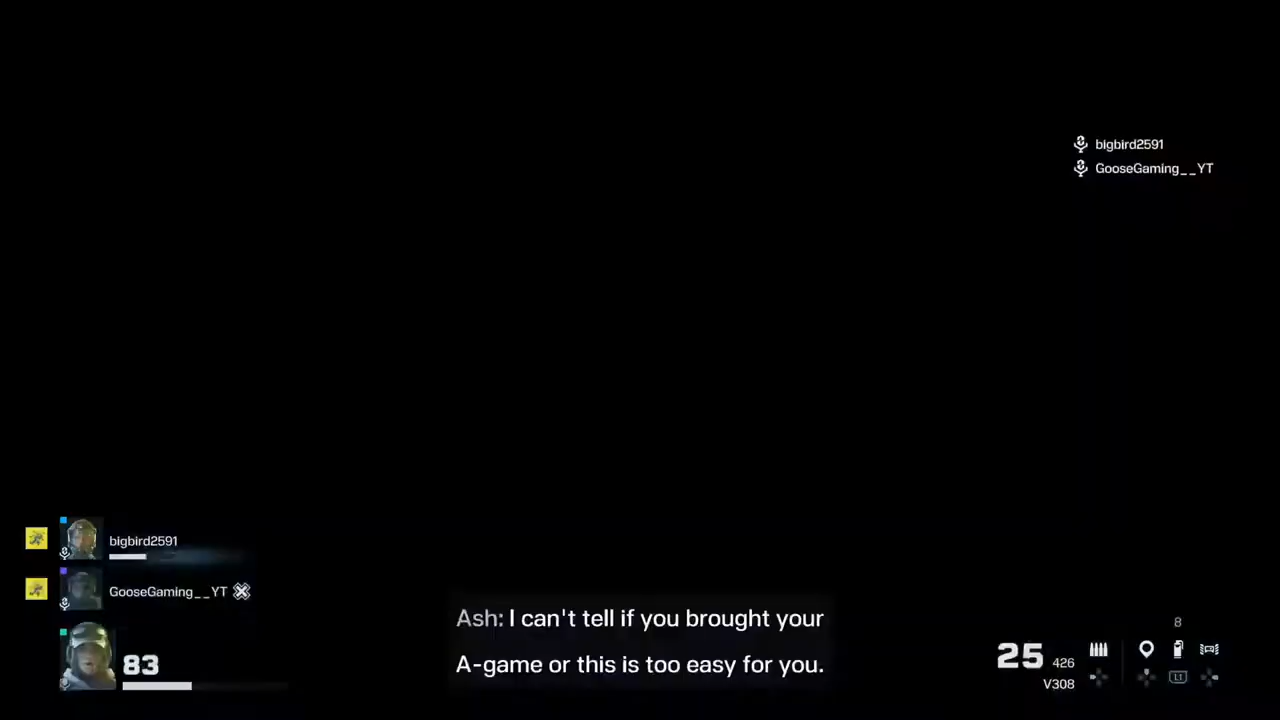 bigbird2591
GooseGaming__YT
bigbird2591
GooseGaming__YT
83
Ash: I can't tell if you brought your
A-game or this is too easy for you.
8
25 426
V308
L1